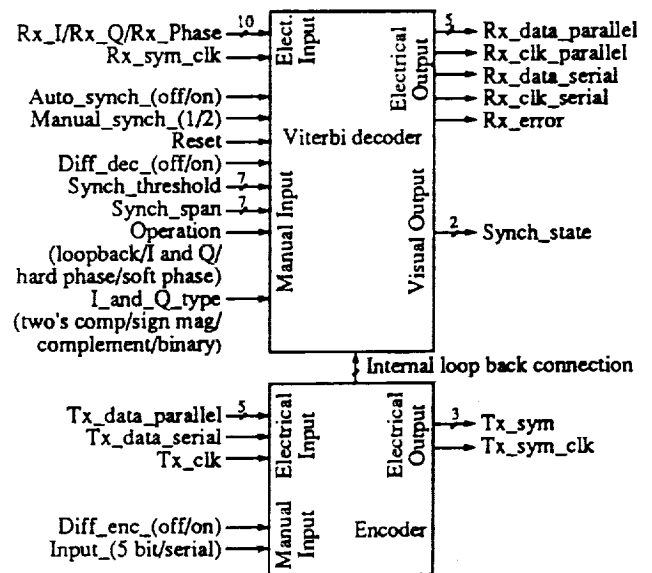 10
Rx_I/Rx_Q/Rx_Phase
Rx_sym_clk
Auto_synch_(off/on)
Manual_synch_(1/2)
Reset
Diff_dec_(off/on)
Synch_threshold
7
Synch_span
7
Operation
(loopback/I and Q/
hard phase/soft phase)
I_and_Q_type
(two's comp/sign mag/
complement/binary)
Elect.
Input
Manual Input
Viterbi decoder
Electrical
Output
Visual Output
5
Rx_data_parallel
Rx_clk_parallel
Rx_data_serial
Rx_clk_serial
Rx_error
2
Synch_state
Internal loop back connection
Tx_data_parallel
5
Tx_data_serial
Tx_clk
Diff_enc_(off/on)
Input_(5 bit/serial)
Electrical
Input
Manual
Input
Encoder
Electrical
Output
3
Tx_sym
Tx_sym_clk